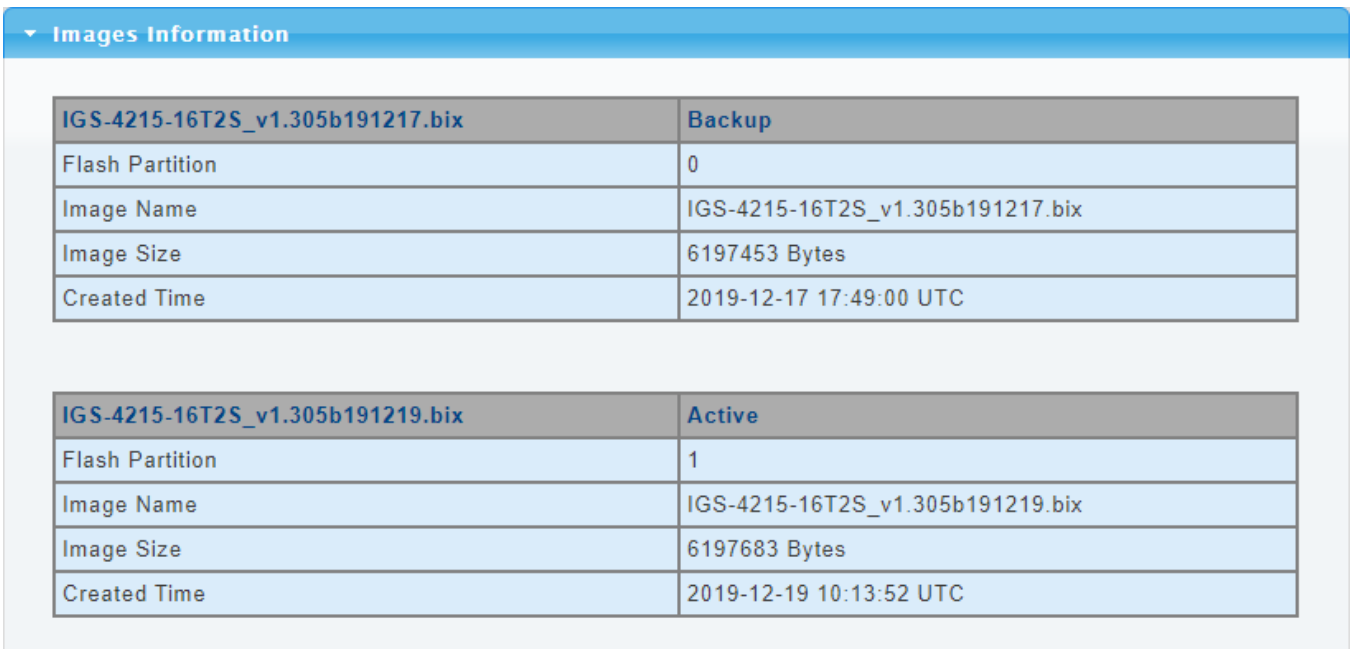 Images Information
IGS-4215-16T2S_v1.305b191217.bix Backup
Flash Partition 0
Image Name IGS-4215-16T2S_v1.305b191217.bix
Image Size 6197453 Bytes
Created Time 2019-12-17 17:49:00 UTC
IGS-4215-16T2S_v1.305b191219.bix Active
Flash Partition 1
Image Name IGS-4215-16T2S_v1.305b191219.bix
Image Size 6197683 Bytes
Created Time 2019-12-19 10:13:52 UTC